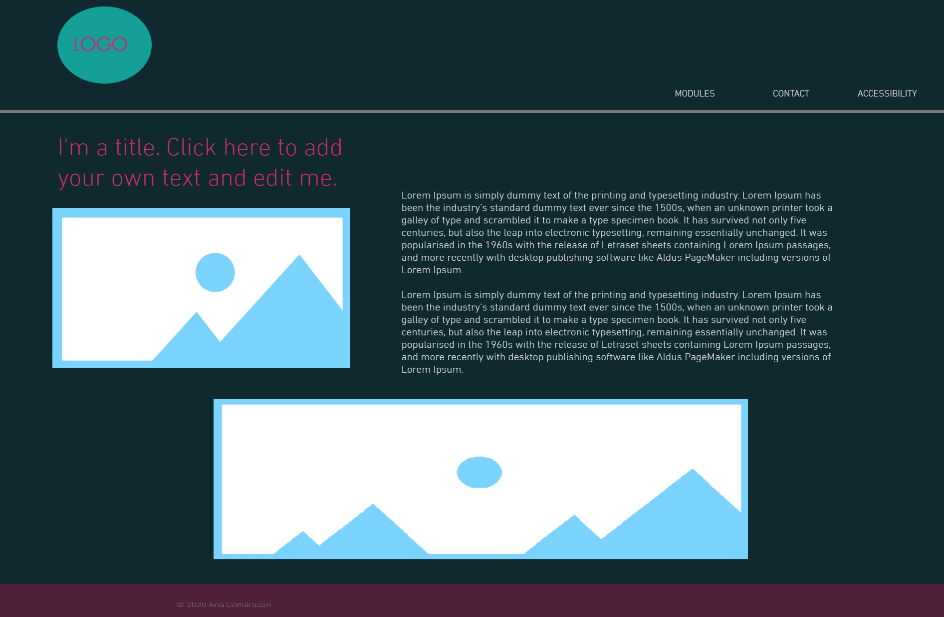 LOGO
MODULES CONTACT ACCESSIBILITY
I'm a title. Click here to add
your own text and edit me.
Lorem Ipsum is simply dummy text of the printing and typesetting industry. Lorem Ipsum has
been the industry's standard dummy text ever since the 1500s, when an unknown printer took a
galley of type and scrambled it to make a type specimen book. It has survived not only five
centuries, but also the leap into electronic typesetting, remaining essentially unchanged. It was
popularised in the 1960s with the release of Letraset sheets containing Lorem Ipsum passages,
and more recently with desktop publishing software like Aldus PageMaker including versions of
Lorem Ipsum.
Lorem Ipsum is simply dummy text of the printing and typesetting industry. Lorem Ipsum has
been the industry's standard dummy text ever since the 1500s, when an unknown printer took a
galley of type and scrambled it to make a type specimen book. It has survived not only five
centuries, but also the leap into electronic typesetting, remaining essentially unchanged. It was
popularised in the 1960s with the release of Letraset sheets containing Lorem Ipsum passages,
and more recently with desktop publishing software like Aldus PageMaker including versions of
Lorem Ipsum.
© 2020 Ana